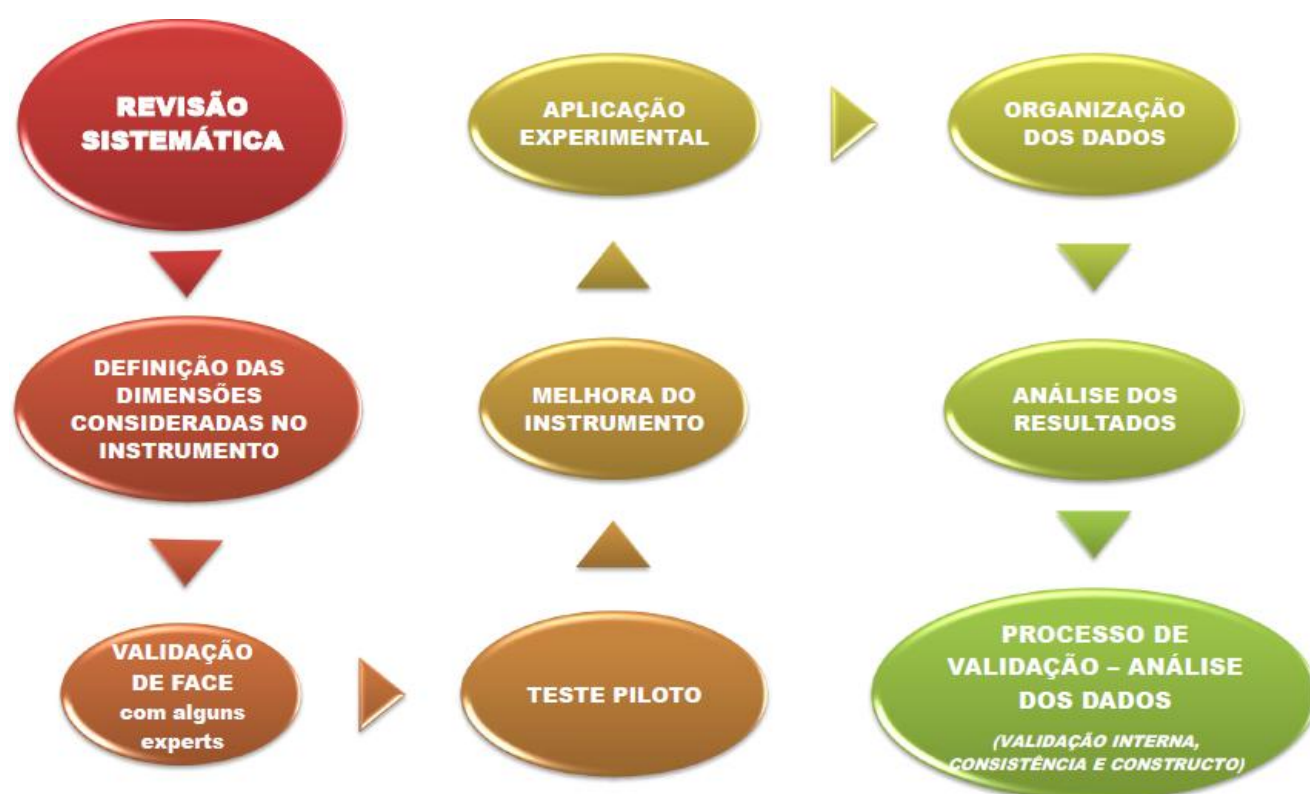 REVISÃO
SISTEMÁTICA
DEFINIÇÃO DAS
DIMENSÕES
CONSIDERADAS NO
INSTRUMENTO
VALIDAÇÃO
DE FACE
com alguns
experts
TESTE PILOTO
MELHORA DO
INSTRUMENTO
APLICAÇÃO
EXPERIMENTAL
ORGANIZAÇÃO
DOS DADOS
ANÁLISE DOS
RESULTADOS
PROCESSO DE
VALIDAÇÃO – ANÁLISE
DOS DADOS
(VALIDAÇÃO INTERNA,
CONSISTÊNCIA E CONSTRUCTO)